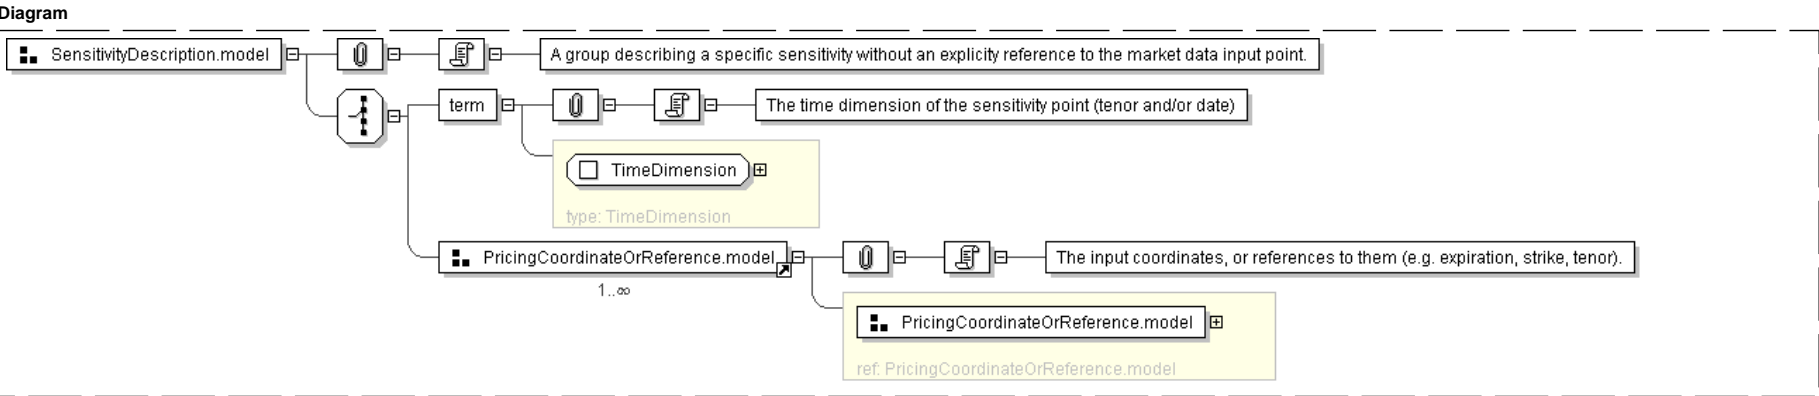 Diagram
SensitivityDescription.model
A group describing a specific sensitivity without an explicity reference to the market data input point.
term
The time dimension of the sensitivity point (tenor and/or date)
TimeDimension
type: TimeDimension
PricingCoordinateOrReference.model
The input coordinates, or references to them (e.g. expiration, strike, tenor).
1..∞
PricingCoordinateOrReference.model
ref: PricingCoordinateOrReference.model